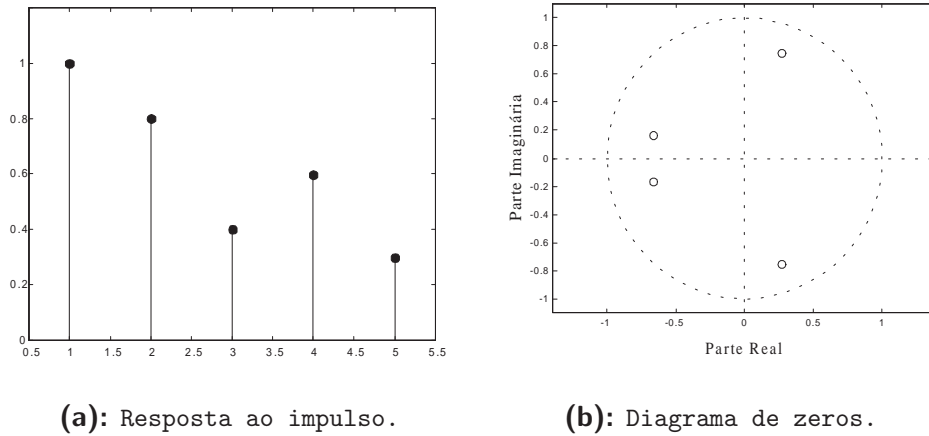 1
0.8
0.6
0.4
0.2
0
0.5 1 1.5 2 2.5 3 3.5 4 4.5 5 5.5
1
0.8
0.6
0.4
0.2
0
-0.2
-0.4
-0.6
-0.8
-1
Parte Imaginária
-1 -0.5 0 0.5 1
Parte Real
(a): Resposta ao impulso.
(b): Diagrama de zeros.